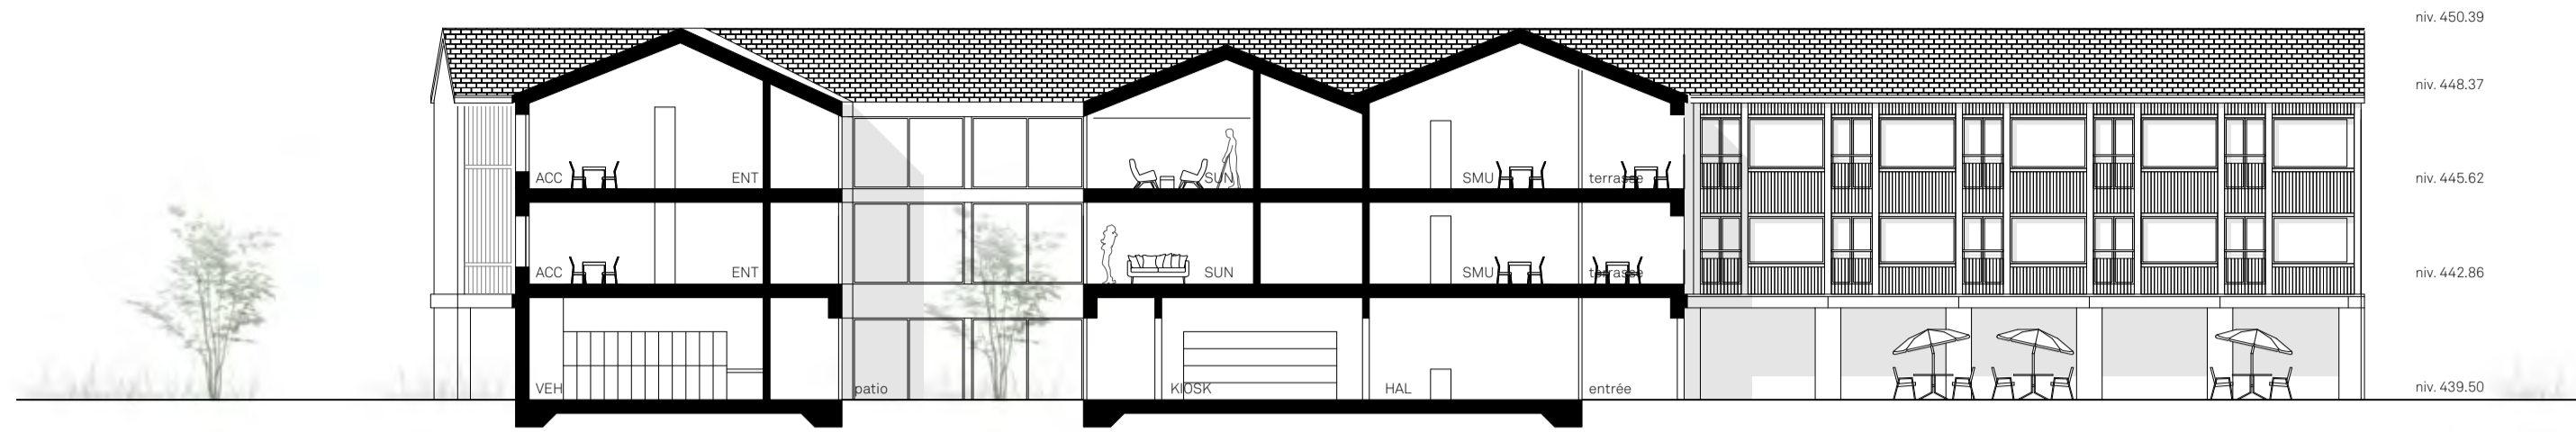 niv. 450.39
niv. 448.37
ACC ENT SUN SMU terrasse niv. 445.62
ACC ENT SUN SMU terrasse niv. 442.86
VEH patio KIOSK HAL entrée niv. 439.50